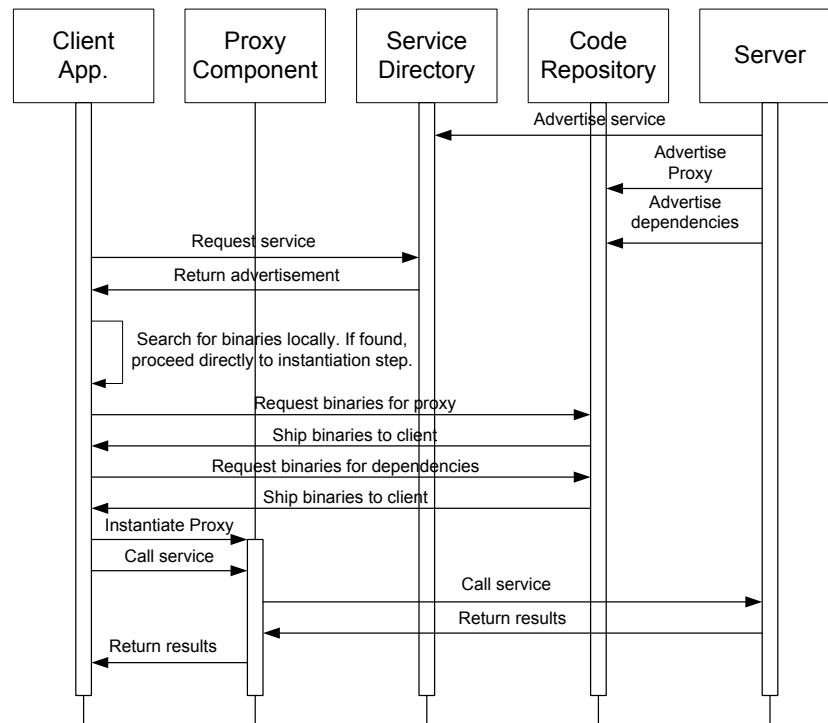 Client
App.
Proxy
Component
Service
Directory
Code
Repository
Server
Advertise service
Advertise
Proxy
Advertise
dependencies
Request service
Return advertisement
Search for binaries locally. If found,
proceed directly to instantiation step.
Request binaries for proxy
Ship binaries to client
Request binaries for dependencies
Ship binaries to client
Instantiate Proxy
Call service
Call service
Return results
Return results